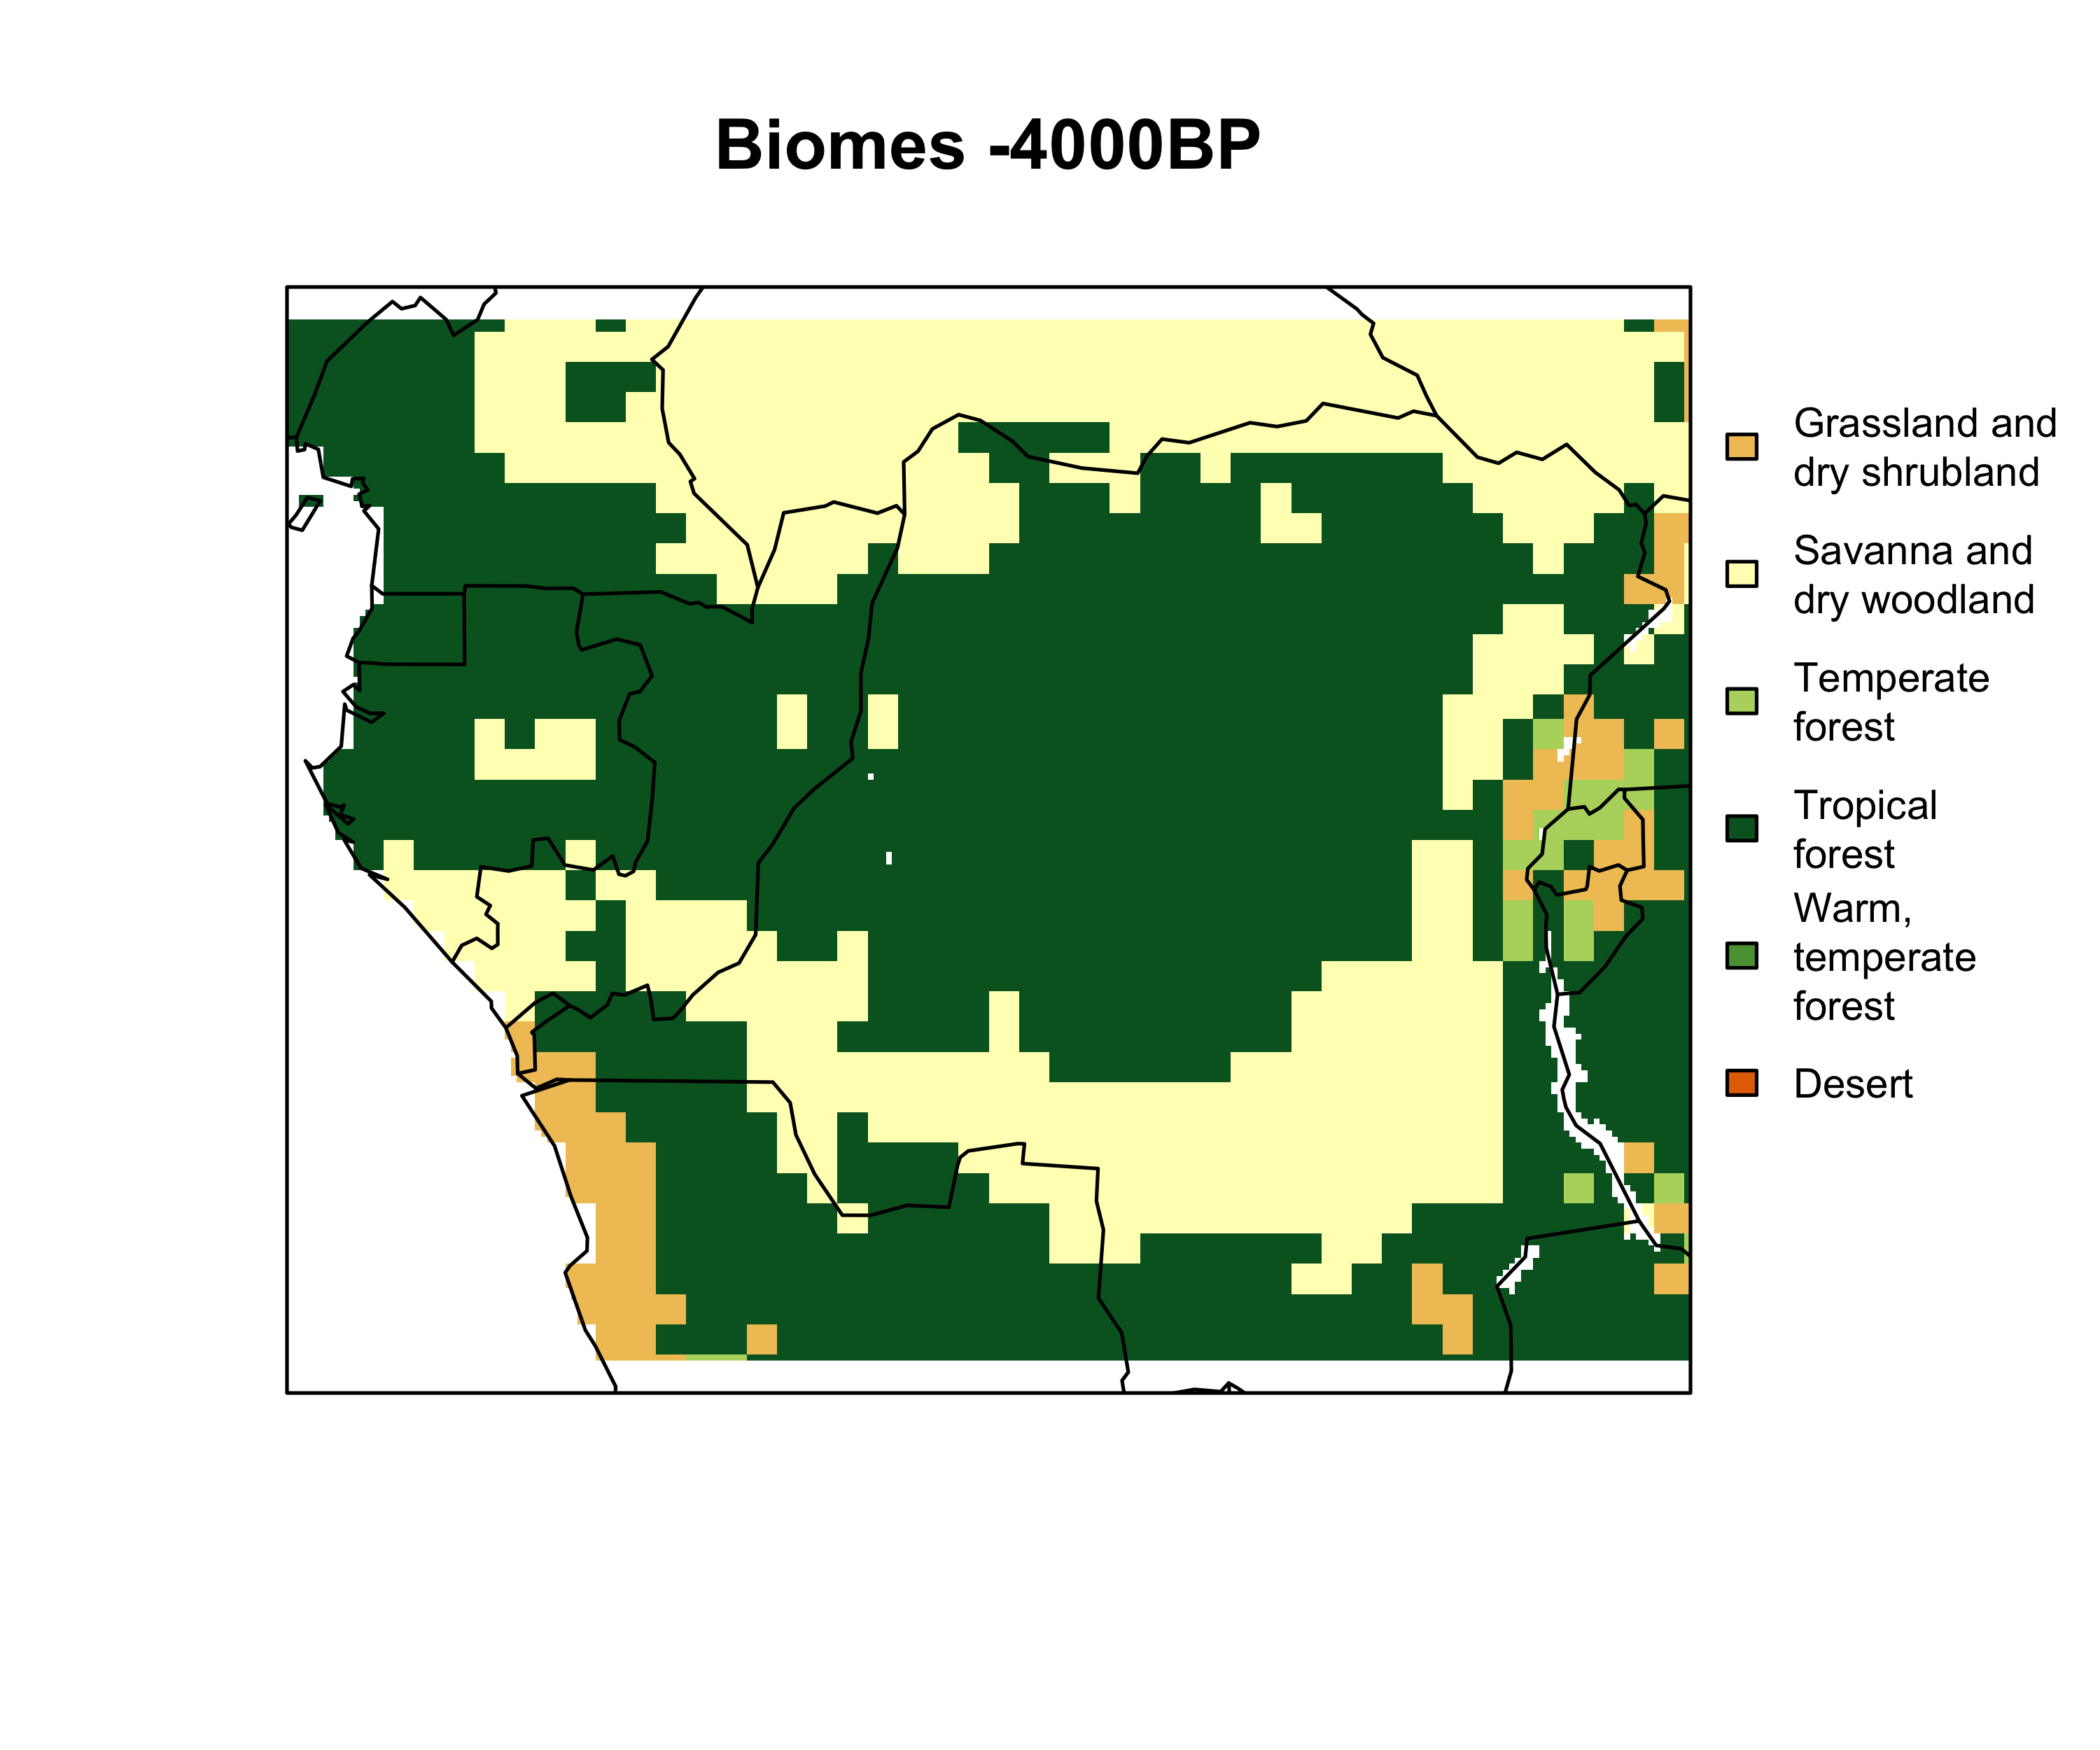 Biomes -4000BP
Grassland and
dry shrubland
Savanna and
dry woodland
Temperate
forest
Tropical
forest
Warm,
temperate
forest
Desert